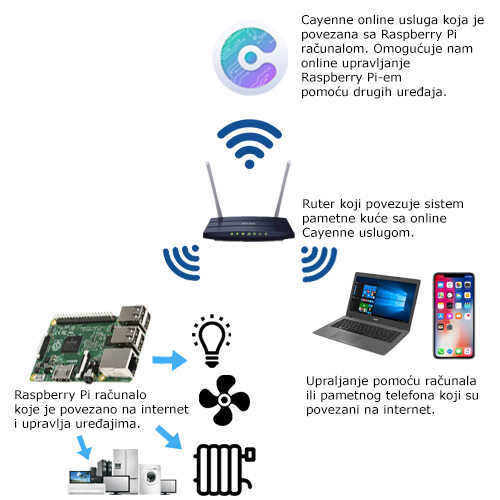 Cayenne online usluga koja je
povezana sa Raspberry Pi
računalom. Omogućuje nam
online upravljanje
Raspberry Pi-em
pomoću drugih uređaja.
Ruter koji povezuje sistem
pametne kuće sa online
Cayenne uslugom.
Upraljanje pomoću računala
ili pametnog telefona koji su
povezani na internet.
Raspberry Pi računalo
koje je povezano na internet
i upravlja uređajima.